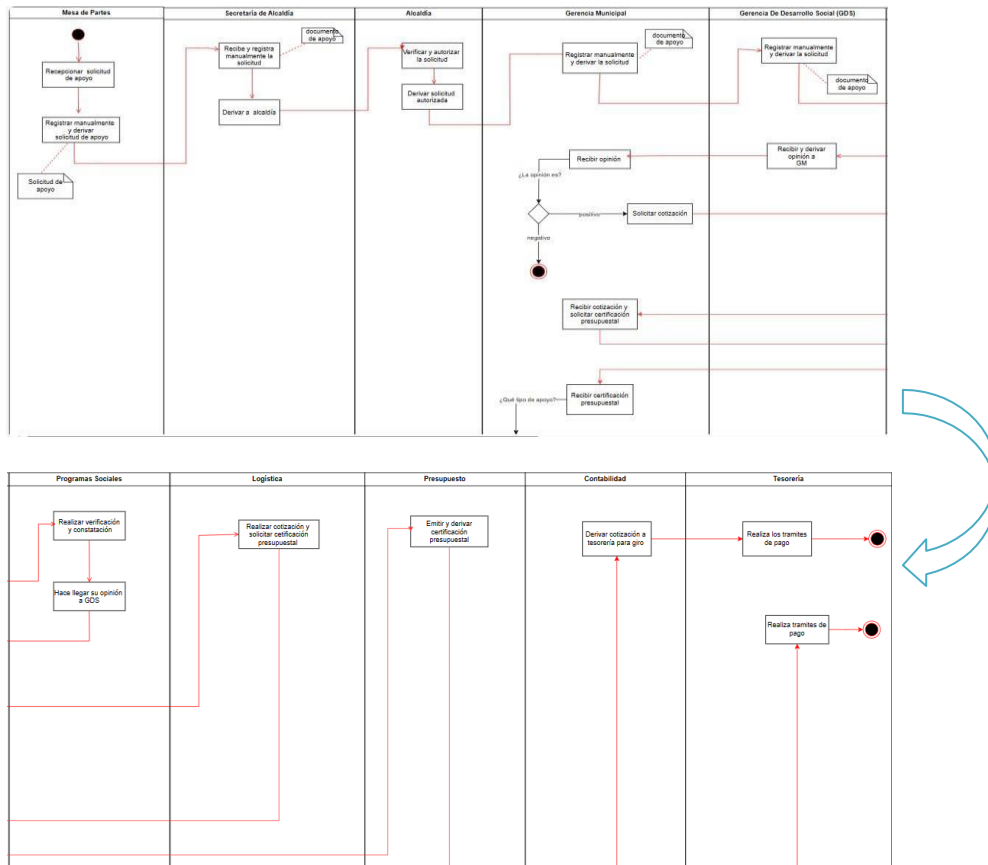 Mesa de Partes
Secretaría de Alcaldía
Alcaldía
Gerencia Municipal
Gerencia De Desarrollo Social (GDS)
Recepcionar solicitud
de apoyo
Registrar manualmente
y derivar
solicitud de apoyo
Solicitud de
apoyo
documento
de apoyo
Recibe y registra
manualmente la
solicitud
Derivar a alcaldía
Verificar y autorizar
la solicitud
Derivar solicitud
autorizada
documento
de apoyo
Registrar manualmente
y derivar la solicitud
Recibir opinión
¿La opinión es?
positivo
Solicitar cotización
negativo
Recibir cotización y
solicitar certificación
presupuestal
¿Qué tipo de apoyo?
Recibir certificación
presupuestal
Registrar manualmente
y derivar la solicitud
documento
de apoyo
Recibir y derivar
opinión a
GM
Programas Sociales
Logística
Presupuesto
Contabilidad
Tesorería
Realizar verificación
y constatación
Hace llegar su opinión
a GDS
Realizar cotización y
solicitar cetificación
presupuestal
Emitir y derivar
certificación
presupuestal
Derivar cotización a
tesorería para giro
Realiza los tramites
de pago
Realiza tramites de
pago